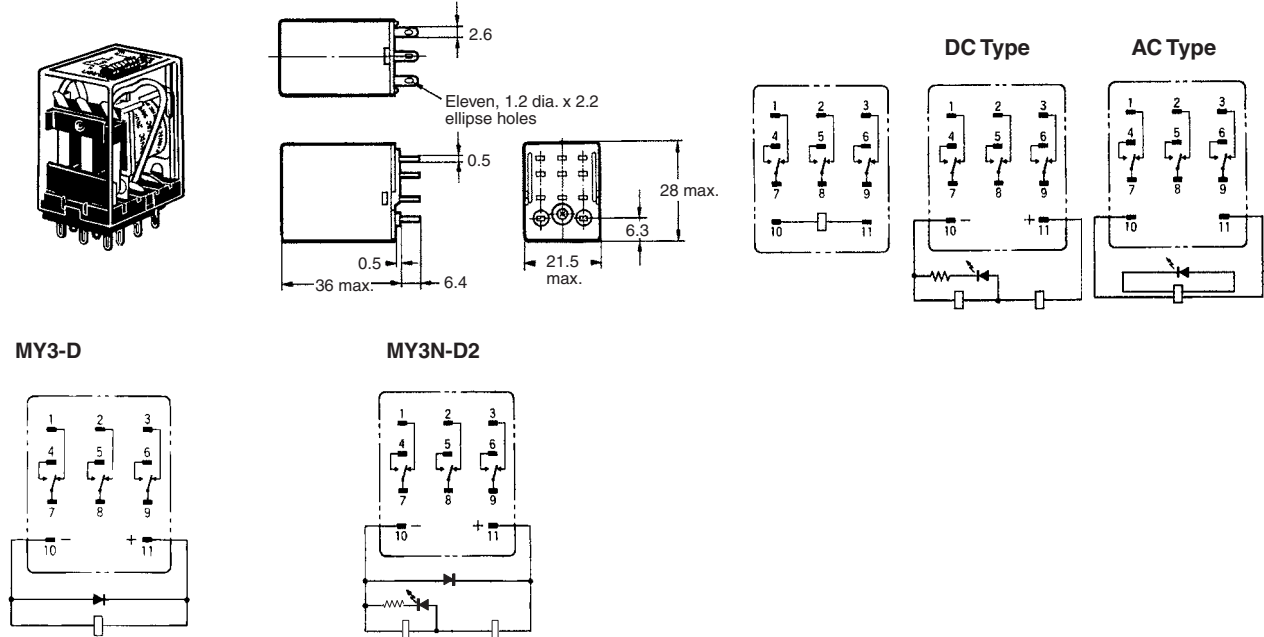 2.6
Eleven, 1.2 dia. x 2.2
ellipse holes
0.5
28 max.
6.3
0.5
36 max.
6.4
21.5
max.
DC Type
AC Type
1 2 3
4 5 6
7 8 9
10 11
1 2 3
4 5 6
7 8 9
− +
10 11
1 2 3
4 5 6
7 8 9
10 11
MY3-D
MY3N-D2
1 2 3
4 5 6
7 8 9
− +
10 11
1 2 3
4 5 6
7 8 9
− +
10 11